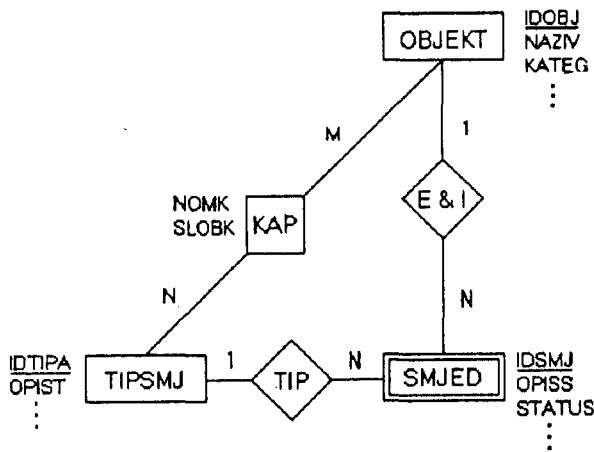 OBJEKT
IDOBJ
NAZIV
KATEG
M
1
NOMK
SLOBK
KAP
E & I
N
N
IDTIPA
OPIST
TIPSMJ
1
TIP
N
SMJED
IDSMJ
OPISS
STATUS